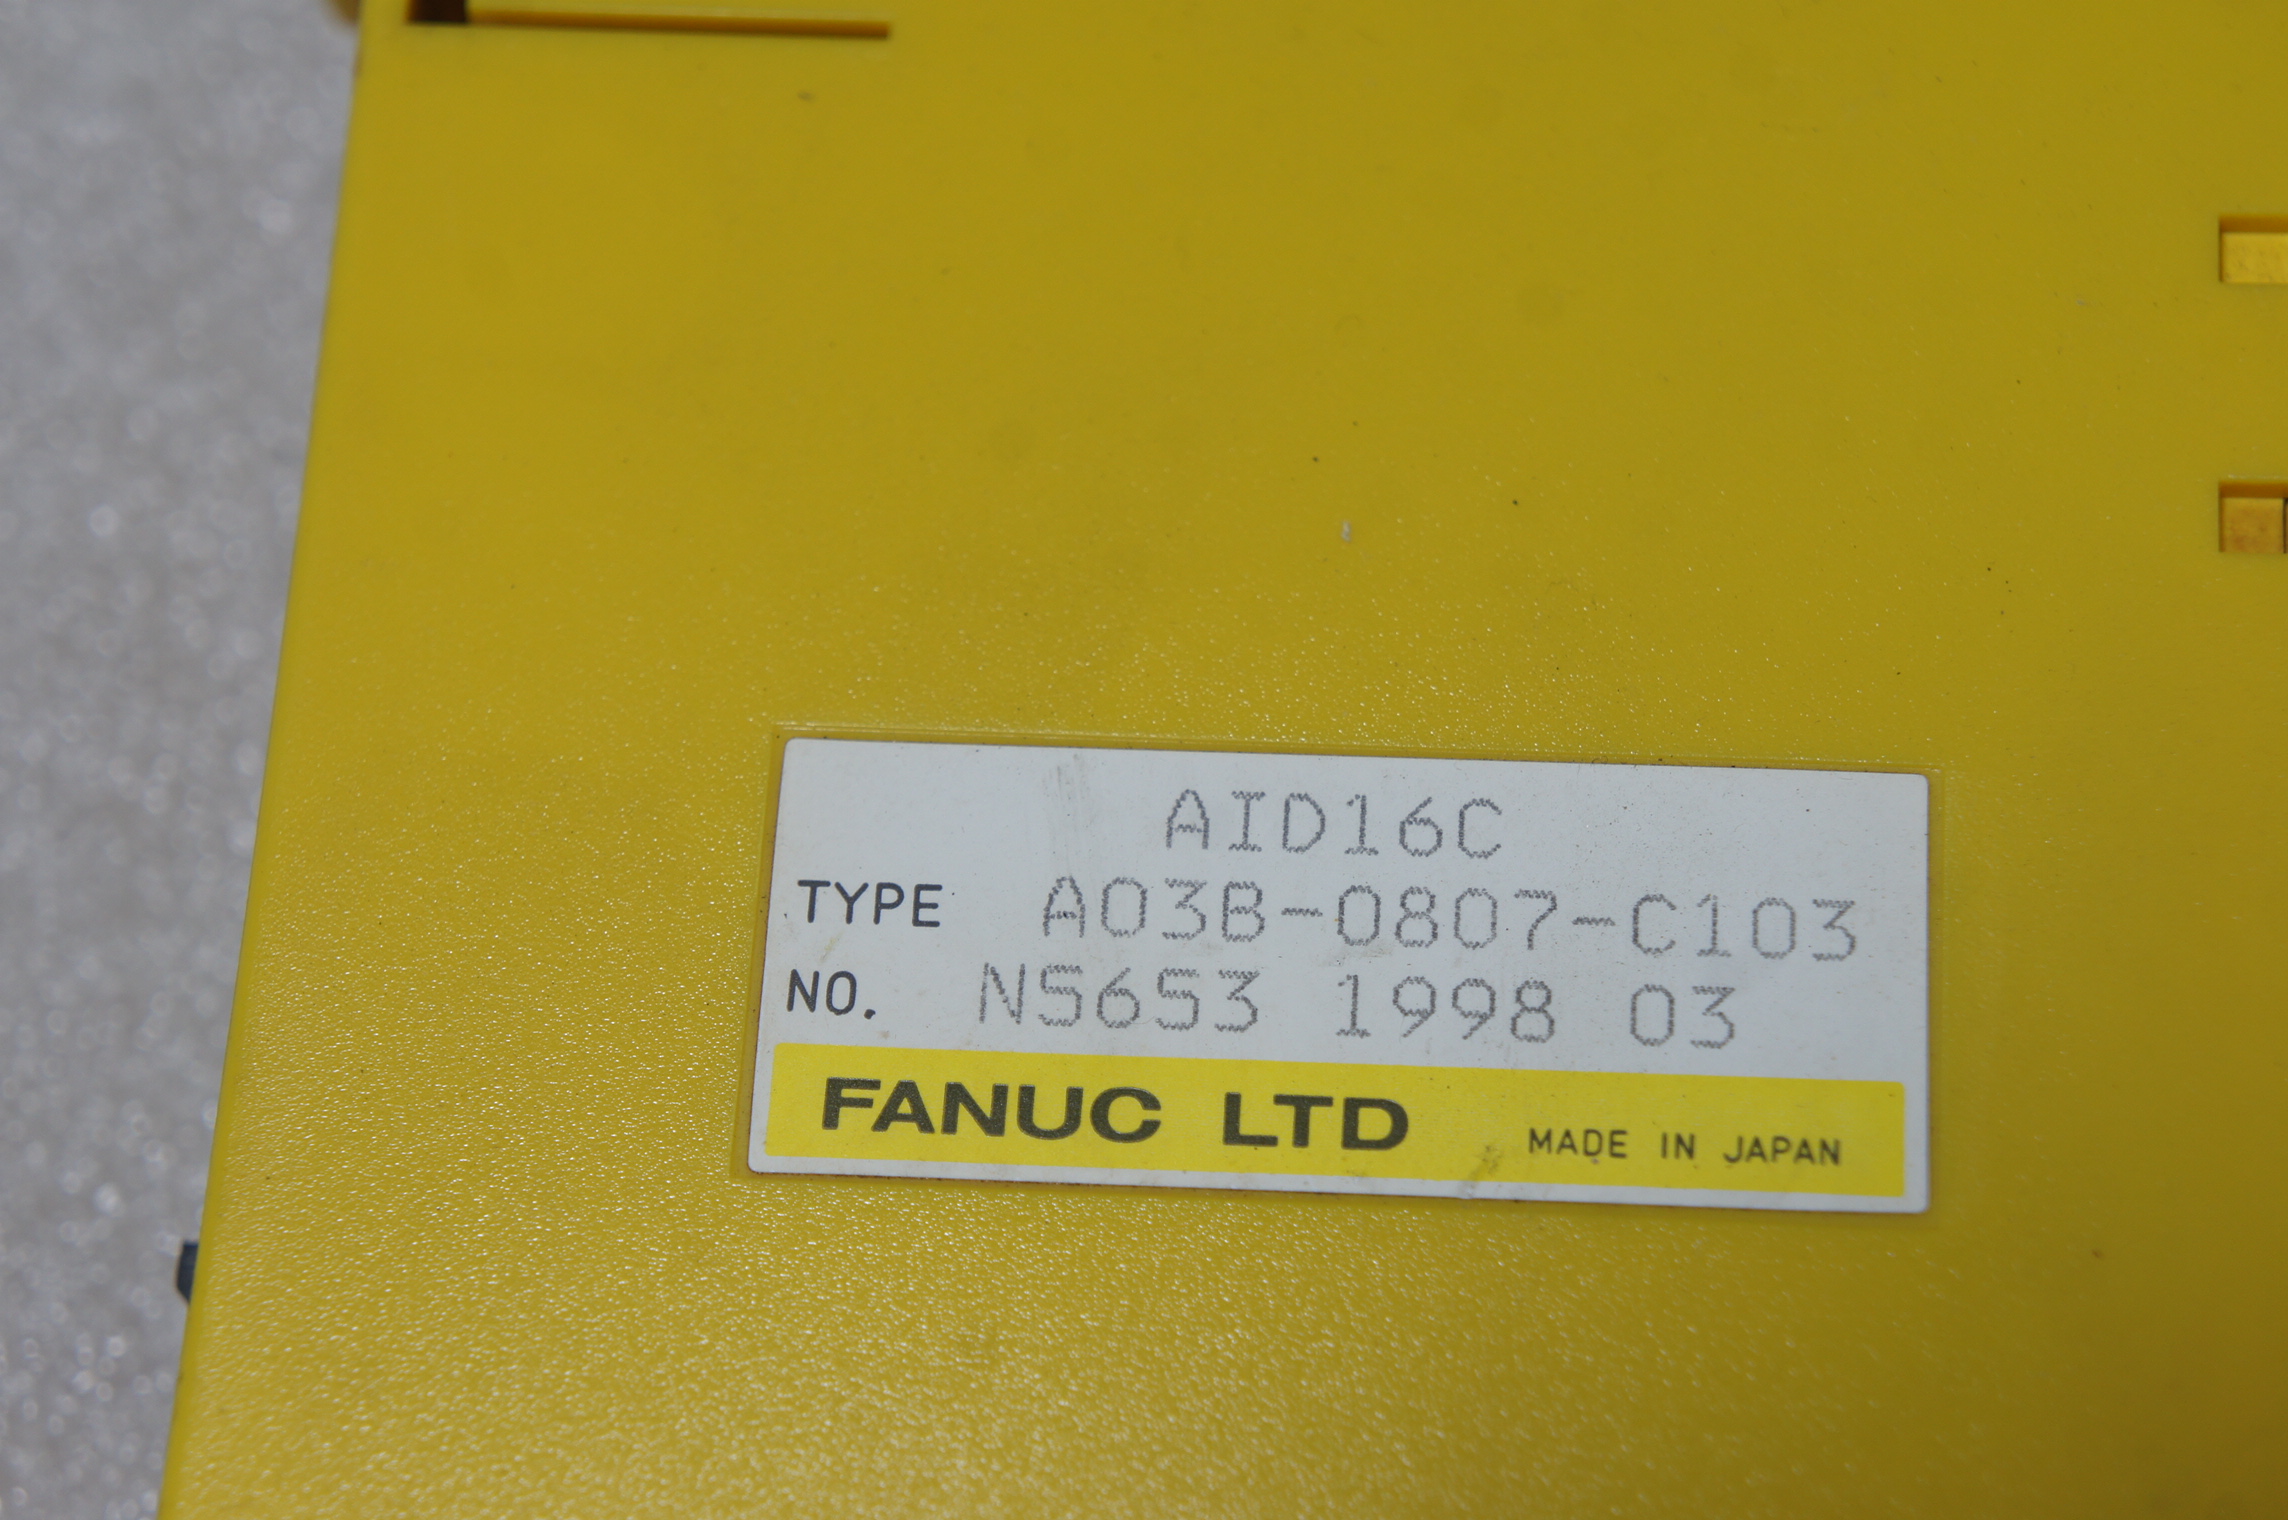 AID16C
TYPE A03B-0807-C103
NO. N5653 1998 03
FANUC LTD MADE IN JAPAN